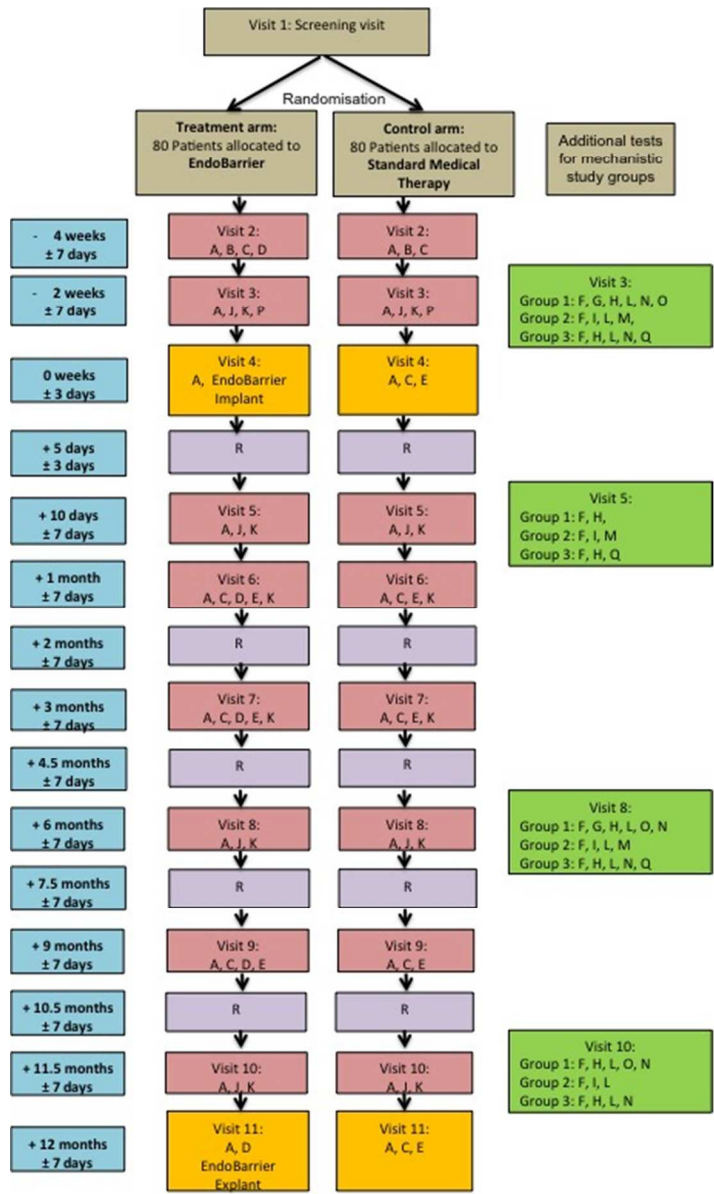 Visit 1: Screening visit
Randomisation
Treatment arm:
80 Patients allocated to
EndoBarrier
Control arm:
80 Patients allocated to
Standard Medical
Therapy
Additional tests
for mechanistic
study groups
- 4 weeks
± 7 days
Visit 2:
A, B, C, D
Visit 2:
A, B, C
- 2 weeks
± 7 days
Visit 3:
A, J, K, P
Visit 3:
A, J, K, P
Visit 3:
Group 1: F, G, H, L, N, O
Group 2: F, I, L, M,
Group 3: F, H, L, N, Q
0 weeks
± 3 days
Visit 4:
A, EndoBarrier
Implant
Visit 4:
A, C, E
+ 5 days
± 3 days
R
R
+ 10 days
± 7 days
Visit 5:
A, J, K
Visit 5:
A, J, K
Visit 5:
Group 1: F, H,
Group 2: F, I, M
Group 3: F, H, Q
+ 1 month
± 7 days
Visit 6:
A, C, D, E, K
Visit 6:
A, C, E, K
+ 2 months
± 7 days
R
R
+ 3 months
± 7 days
Visit 7:
A, C, D, E, K
Visit 7:
A, C, E, K
+ 4.5 months
± 7 days
R
R
+ 6 months
± 7 days
Visit 8:
A, J, K
Visit 8:
A, J, K
Visit 8:
Group 1: F, G, H, L, O, N
Group 2: F, I, L, M
Group 3: F, H, L, N, Q
+ 7.5 months
± 7 days
R
R
+ 9 months
± 7 days
Visit 9:
A, C, D, E
Visit 9:
A, C, E
+ 10.5 months
± 7 days
R
R
+ 11.5 months
± 7 days
Visit 10:
A, J, K
Visit 10:
A, J, K
Visit 10:
Group 1: F, H, L, O, N
Group 2: F, I, L
Group 3: F, H, L, N
+ 12 months
± 7 days
Visit 11:
A, D
EndoBarrier
Explant
Visit 11:
A, C, E